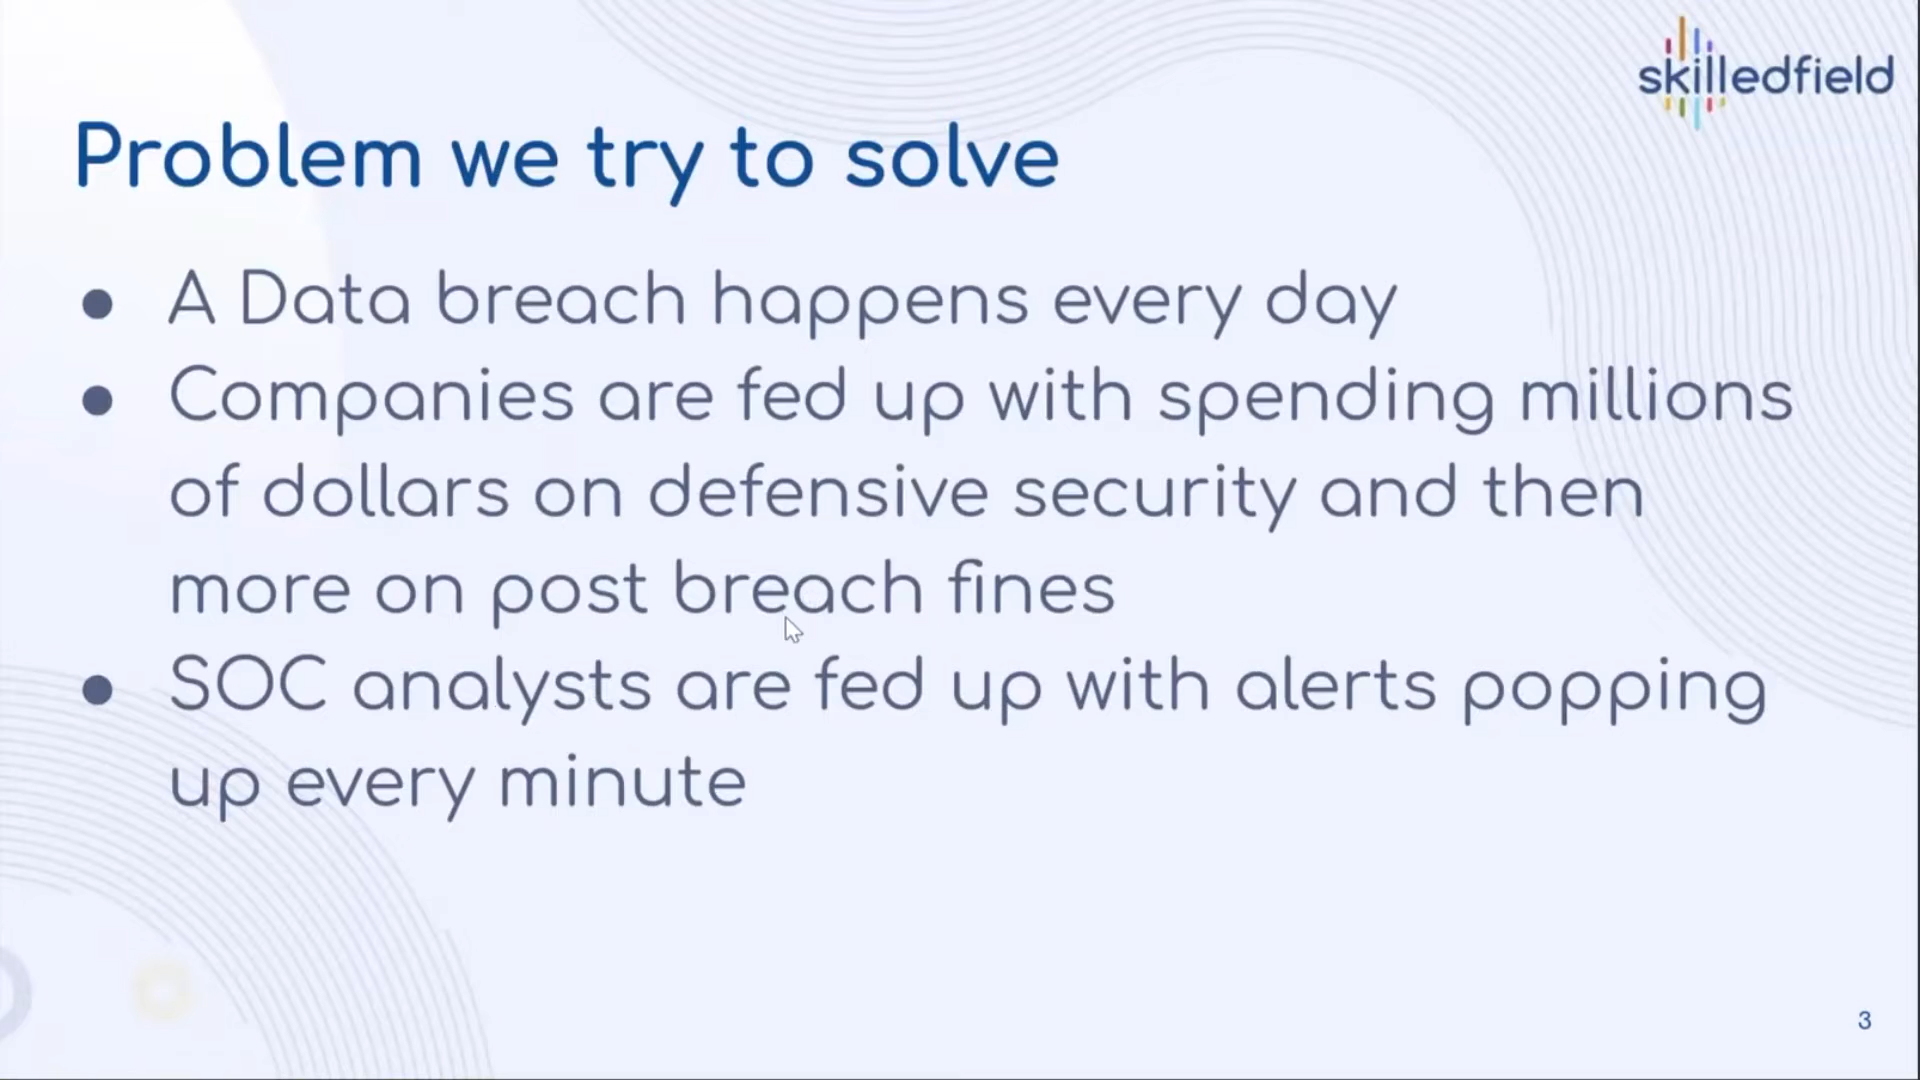 skilledfield
Problem we try to solve
● A Data breach happens every day
● Companies are fed up with spending millions
of dollars on defensive security and then
more on post breach fines
● SOC analysts are fed up with alerts popping
up every minute
3